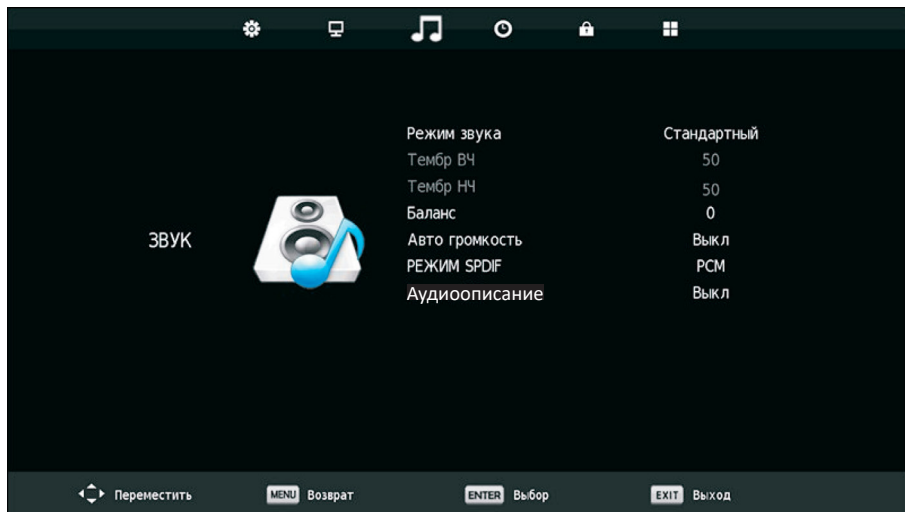 Режим звука Стандартный
Тембр ВЧ 50
Тембр НЧ 50
Баланс 0
ЗВУК
Авто громкость Выкл
РЕЖИМ SPDIF PCM
Аудиоописание Выкл
Переместить MENU Возврат ENTER Выбор EXIT Выход